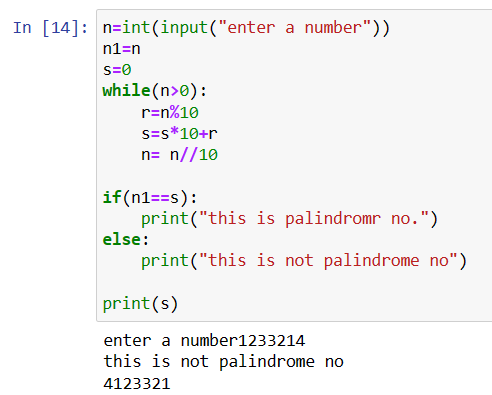 In [14]: n=int(input("enter a number"))
n1=n
s=0
while(n>0):
    r=n%10
    s=s*10+r
    n= n//10

if(n1==s):
    print("this is palindromr no.")
else:
    print("this is not palindrome no")

print(s)
enter a number1233214
this is not palindrome no
4123321